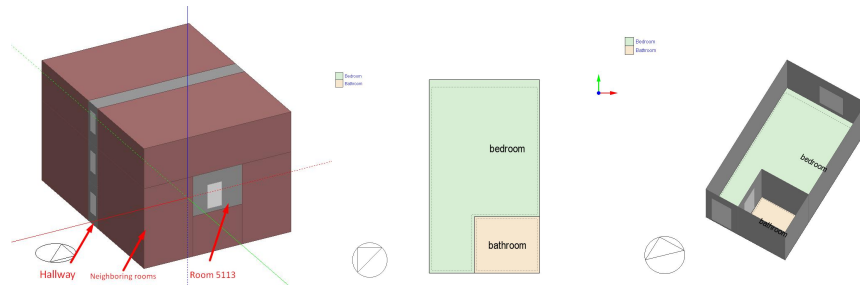 Hallway
Neighboring rooms
Room 5113
Bedroom
Bathroom
bedroom
bathroom
Bedroom
Bathroom
bedroom
bathroom